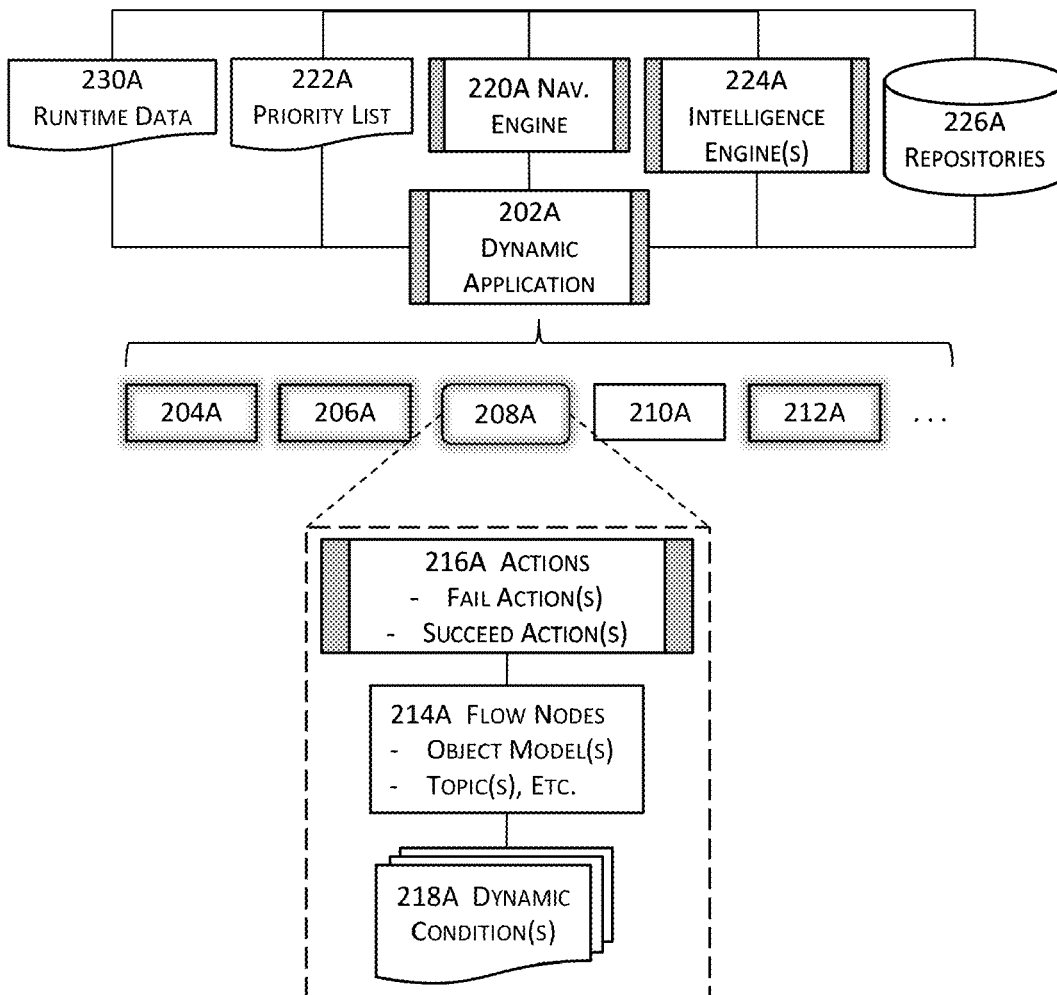 230A
RUNTIME DATA
222A
PRIORITY LIST
220A NAV.
ENGINE
224A
INTELLIGENCE
ENGINE(S)
226A
REPOSITORIES
202A
DYNAMIC
APPLICATION
204A
206A
208A
210A
212A
...
216A ACTIONS
- FAIL ACTION(S)
- SUCCEED ACTION(S)
214A FLOW NODES
- OBJECT MODEL(S)
- TOPIC(S), ETC.
218A DYNAMIC
CONDITION(S)